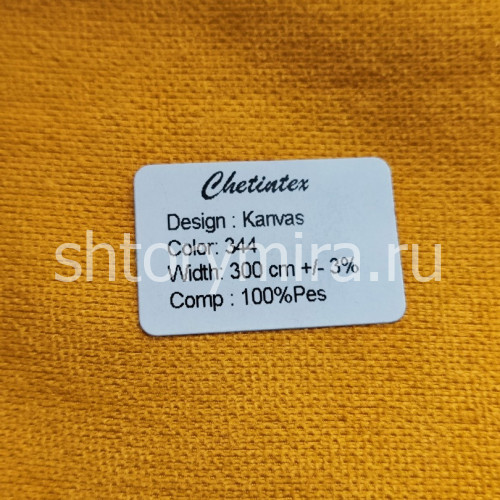 Chetintex
Design : Kanvas
Color: 344
shtorymira.ru
Width: 300 cm +/- 3%
Comp : 100%Pes